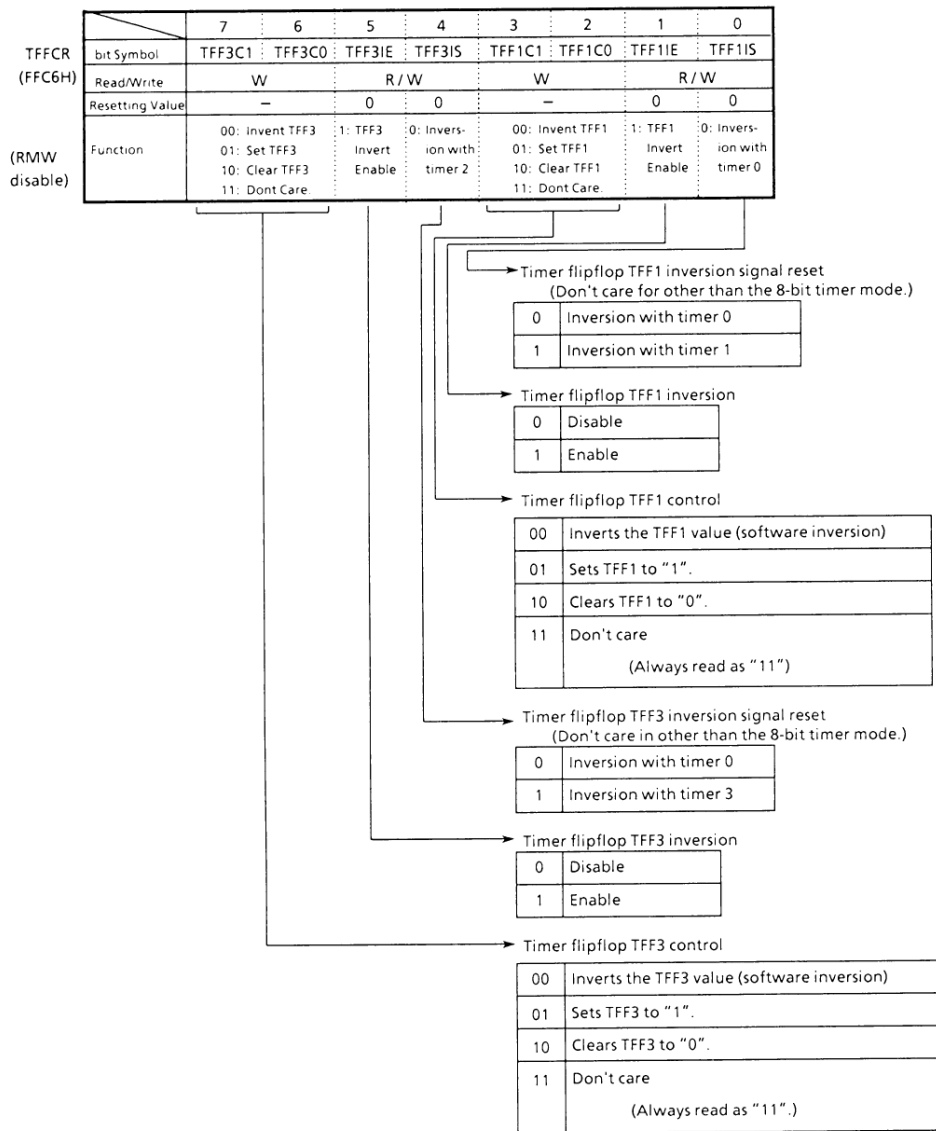 7 6 5 4 3 2 1 0
TFFCR (FFC6H)
bit Symbol TFF3C1 TFF3C0 TFF3IE TFF3IS TFF1C1 TFF1C0 TFF1IE TFF1IS
Read/Write W R/W W R/W
Resetting Value – 0 0 – 0 0
(RMW disable)
Function
00: Invent TFF3
01: Set TFF3
10: Clear TFF3
11: Dont Care.
1: TFF3
Invert
Enable
0: Invers-
ion with
timer 2
00: Invent TFF1
01: Set TFF1
10: Clear TFF1
11: Dont Care.
1: TFF1
Invert
Enable
0: Invers-
ion with
timer 0
Timer flipflop TFF1 inversion signal reset
(Don't care for other than the 8-bit timer mode.)
0 Inversion with timer 0
1 Inversion with timer 1
Timer flipflop TFF1 inversion
0 Disable
1 Enable
Timer flipflop TFF1 control
00 Inverts the TFF1 value (software inversion)
01 Sets TFF1 to "1".
10 Clears TFF1 to "0".
11 Don't care
(Always read as "11")
Timer flipflop TFF3 inversion signal reset
(Don't care in other than the 8-bit timer mode.)
0 Inversion with timer 0
1 Inversion with timer 3
Timer flipflop TFF3 inversion
0 Disable
1 Enable
Timer flipflop TFF3 control
00 Inverts the TFF3 value (software inversion)
01 Sets TFF3 to "1".
10 Clears TFF3 to "0".
11 Don't care
(Always read as "11".)